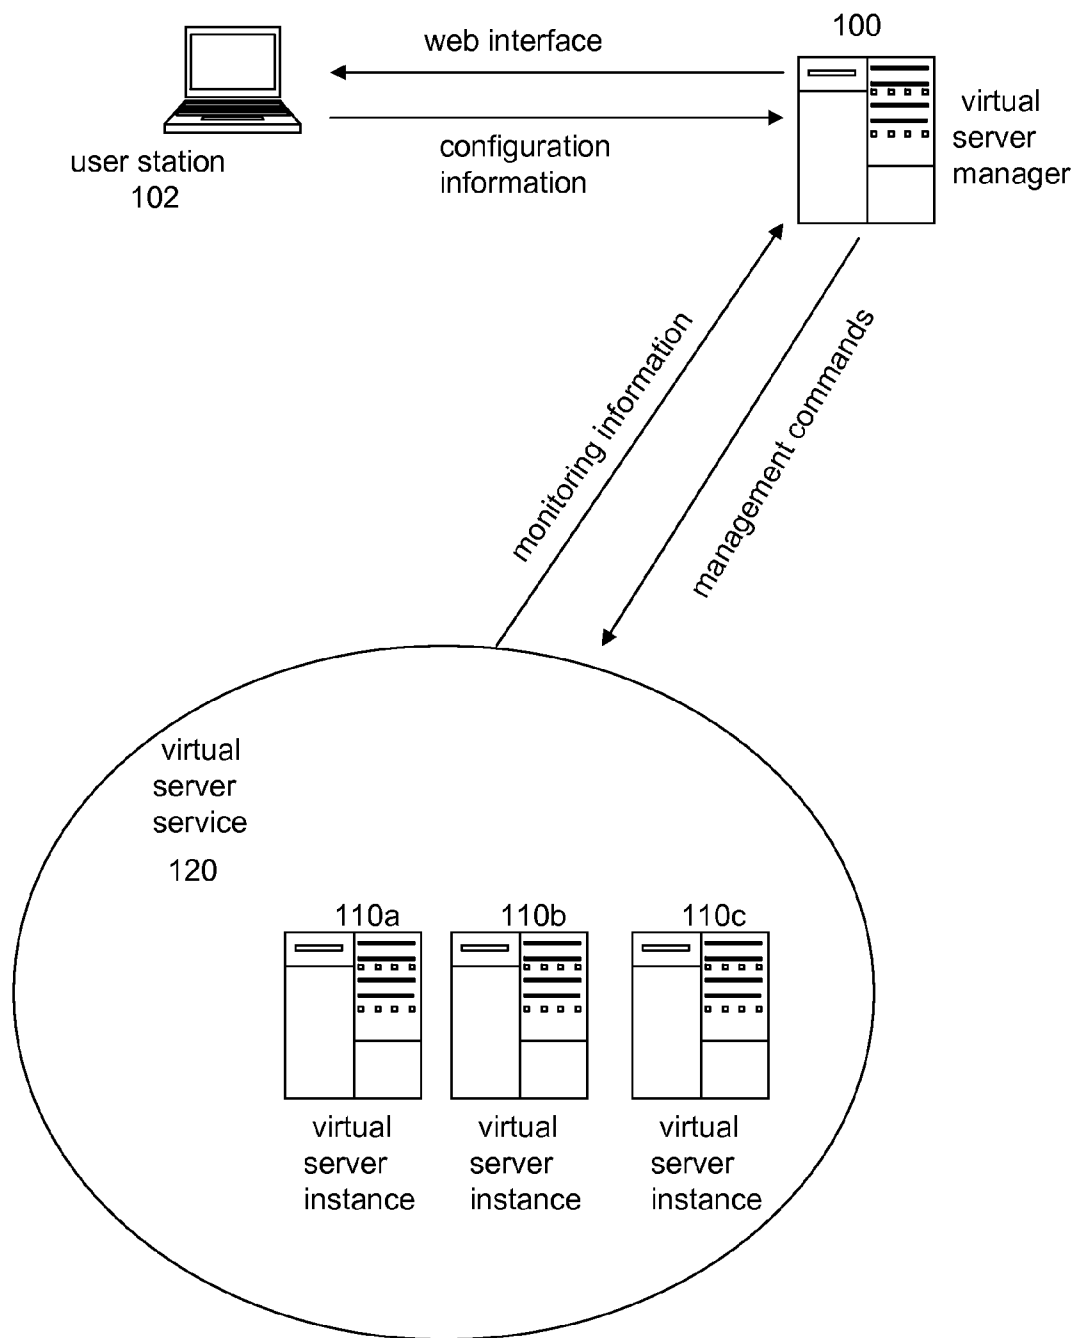 100
web interface
virtual
server
manager
user station
102
configuration
information
monitoring information
management commands
virtual
server
service
120
110a
110b
110c
virtual
server
instance
virtual
server
instance
virtual
server
instance